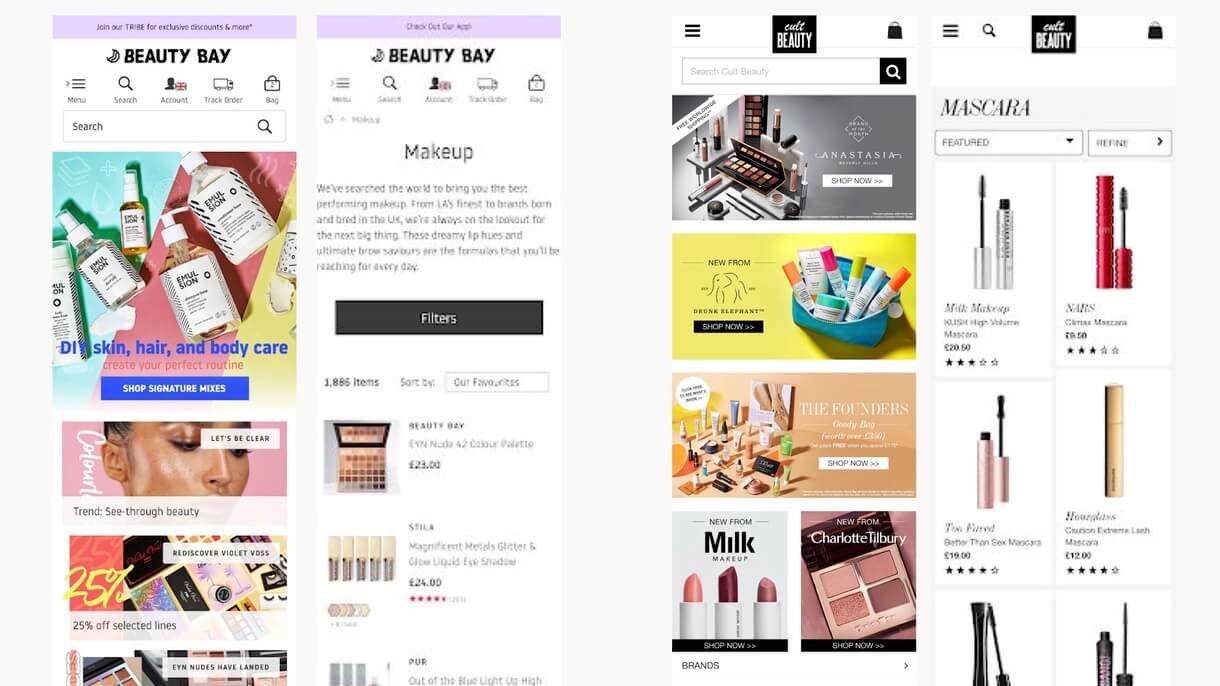 Join our TRIBE for exclusive discounts & more*
BEAUTY BAY
Menu
Search
Account
Track Order
Bag
Search
EMUL
SION
EMUL
SION
EMUL
SION
DIY skin, hair, and body care
create your perfect routine
SHOP SIGNATURE MIXES
LET'S BE CLEAR
Trend: See-through beauty
REDISCOVER VIOLET VOSS
25%
25% off selected lines
EYN NUDES HAVE LANDED
Check Out Our App!
BEAUTY BAY
Menu
Search
Account
Track Order
Bag
Makeup
Makeup
We've searched the world to bring you the best
performing makeup. From LA's finest to brands born
and bred in the UK, we're always on the lookout for
the next big thing. These dreamy lip hues and
ultimate brow saviours are the formulas that you'll be
reaching for every day.
Filters
1,886 items
Sort by:
Our Favourites
BEAUTY BAY
EYN Nude 42 Colour Palette
£23.00
STILA
Magnificent Metals Glitter &
Glow Liquid Eye Shadow
£24.00
PUR
Out of the Blue Light Up High
cult
BEAUTY
Search Cult Beauty
FREE WORLDWIDE
SHIPPING**
BRAND
of the
MONTH
ANASTASIA
BEVERLY HILLS
SHOP NOW >>
NEW FROM
DRUNK ELEPHANT™
SHOP NOW >>
CLICK HERE
TO SEE WHAT'S
INSIDE >>
THE FOUNDERS
Goody Bag
(worth over £350)
SHOP NOW >>
NEW FROM
Milk
MAKEUP
SHOP NOW >>
NEW FROM
Charlotte Tilbury
SHOP NOW >>
BRANDS
cult
BEAUTY
MASCARA
FEATURED
REFINE
Milk Makeup
KUSH High Volume
Mascara
£20.50
NARS
Climax Mascara
£9.50
Too Faced
Better Than Sex Mascara
£19.00
Hourglass
Caution Extreme Lash
Mascara
£12.00